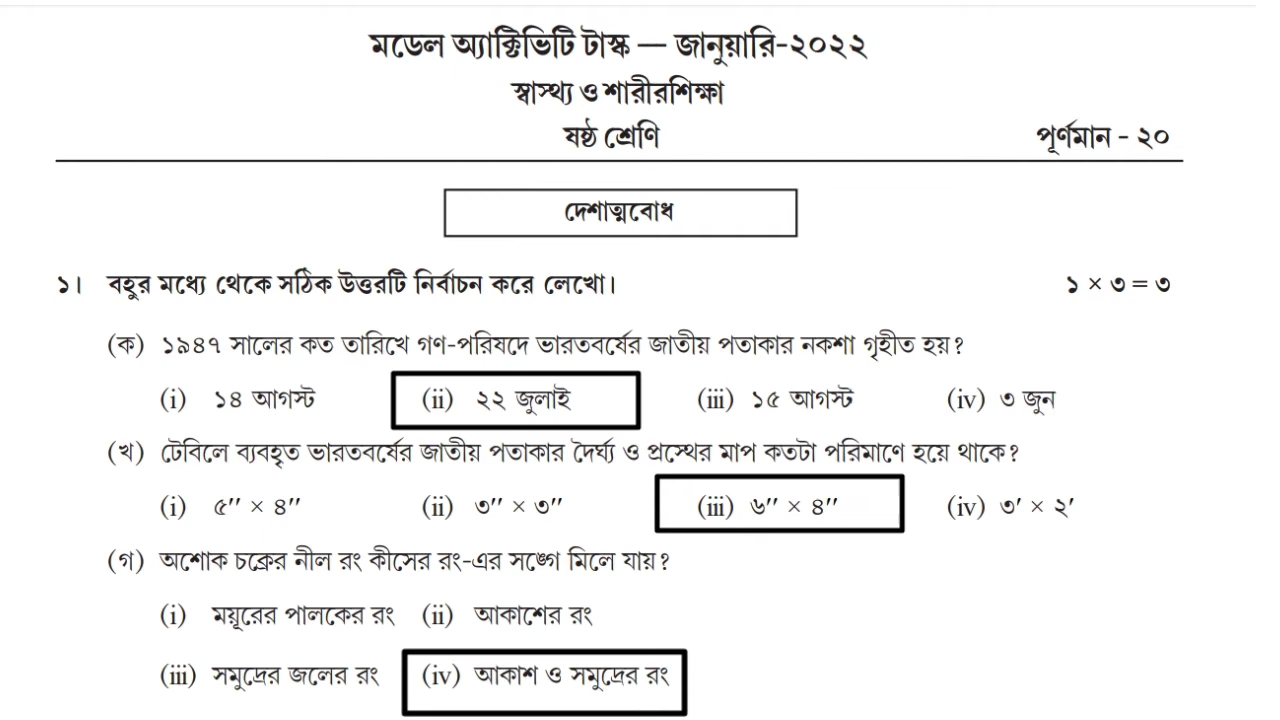 মডেল অ্যাক্টিভিটি টাস্ক — জানুয়ারি-২০২২
স্বাস্থ্য ও শারীরশিক্ষা
ষষ্ঠ শ্রেণি পূর্ণমান - ২০
দেশাত্মবোধ
১। বহুর মধ্যে থেকে সঠিক উত্তরটি নির্বাচন করে লেখো। ১ × ৩ = ৩
(ক) ১৯৪৭ সালের কত তারিখে গণ-পরিষদে ভারতবর্ষের জাতীয় পতাকার নকশা গৃহীত হয়?
(i) ১৪ আগস্ট (ii) ২২ জুলাই (iii) ১৫ আগস্ট (iv) ৩ জুন
(খ) টেবিলে ব্যবহৃত ভারতবর্ষের জাতীয় পতাকার দৈর্ঘ্য ও প্রস্থের মাপ কতটা পরিমাণে হয়ে থাকে?
(i) ৫′′ × ৪′′ (ii) ৩′′ × ৩′′ (iii) ৬′′ × ৪′′ (iv) ৩′ × ২′
(গ) অশোক চক্রের নীল রং কীসের রং-এর সঙ্গে মিলে যায়?
(i) ময়ূরের পালকের রং (ii) আকাশের রং
(iii) সমুদ্রের জলের রং (iv) আকাশ ও সমুদ্রের রং